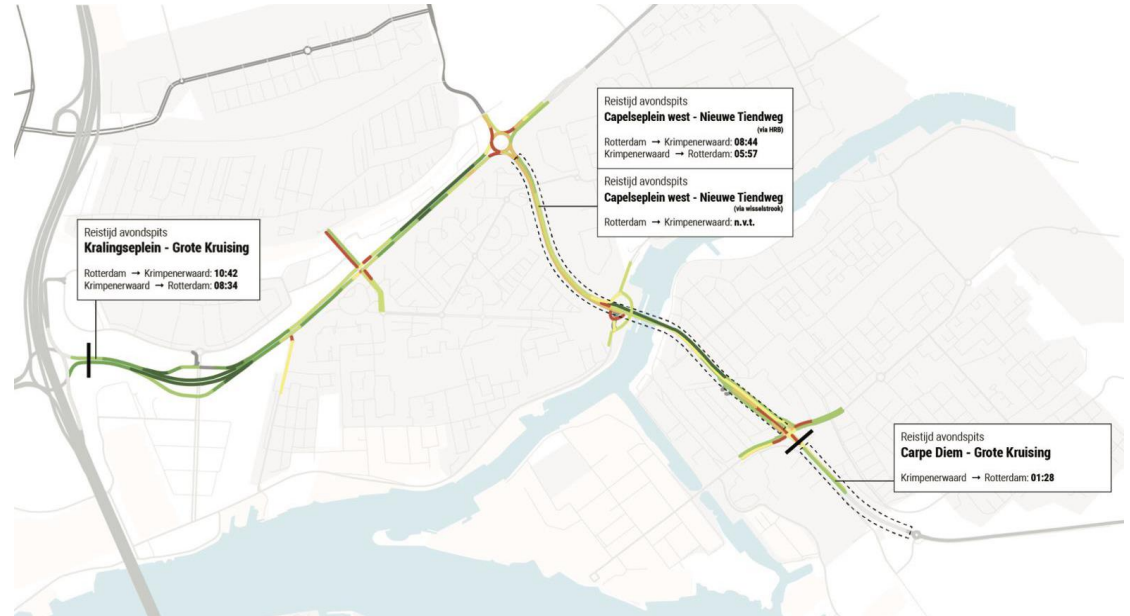 Reistijd avondspits
Capelseplein west - Nieuwe Tiendweg
(via HRB)
Rotterdam → Krimpenerwaard: 08:44
Krimpenerwaard → Rotterdam: 05:57
Reistijd avondspits
Capelseplein west - Nieuwe Tiendweg
(via wisselstrook)
Rotterdam → Krimpenerwaard: n.v.t.
Reistijd avondspits
Kralingseplein - Grote Kruising
Rotterdam → Krimpenerwaard: 10:42
Krimpenerwaard → Rotterdam: 08:34
Reistijd avondspits
Carpe Diem - Grote Kruising
Krimpenerwaard → Rotterdam: 01:28